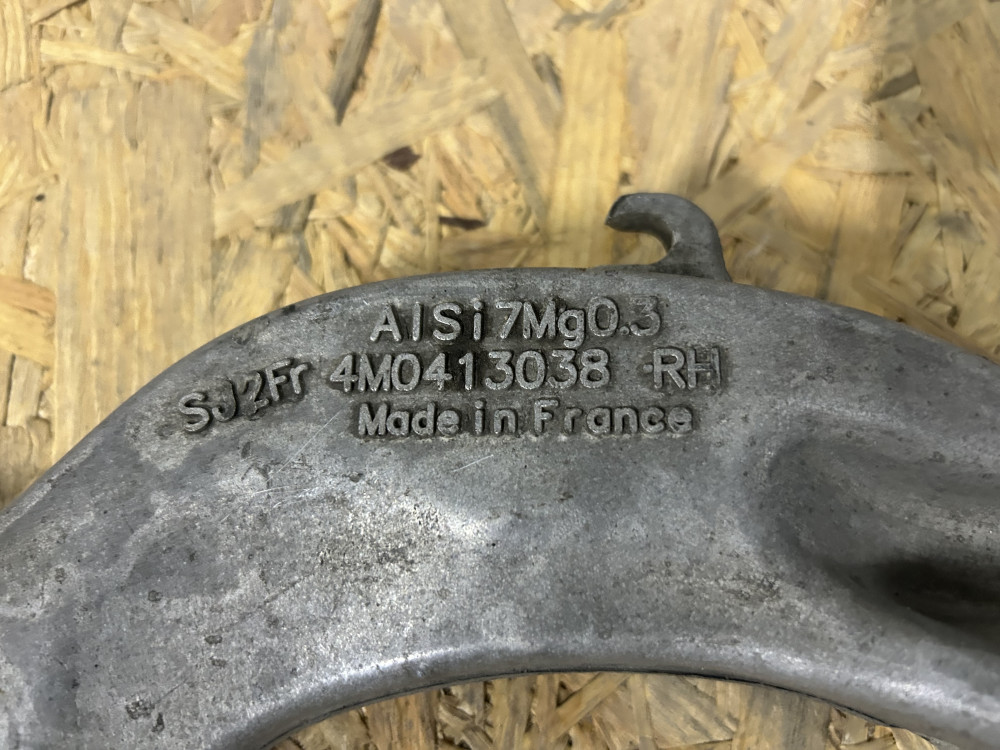 AlSi7Mg0.3
SJ2Fr 4M0413038 RH
Made in France